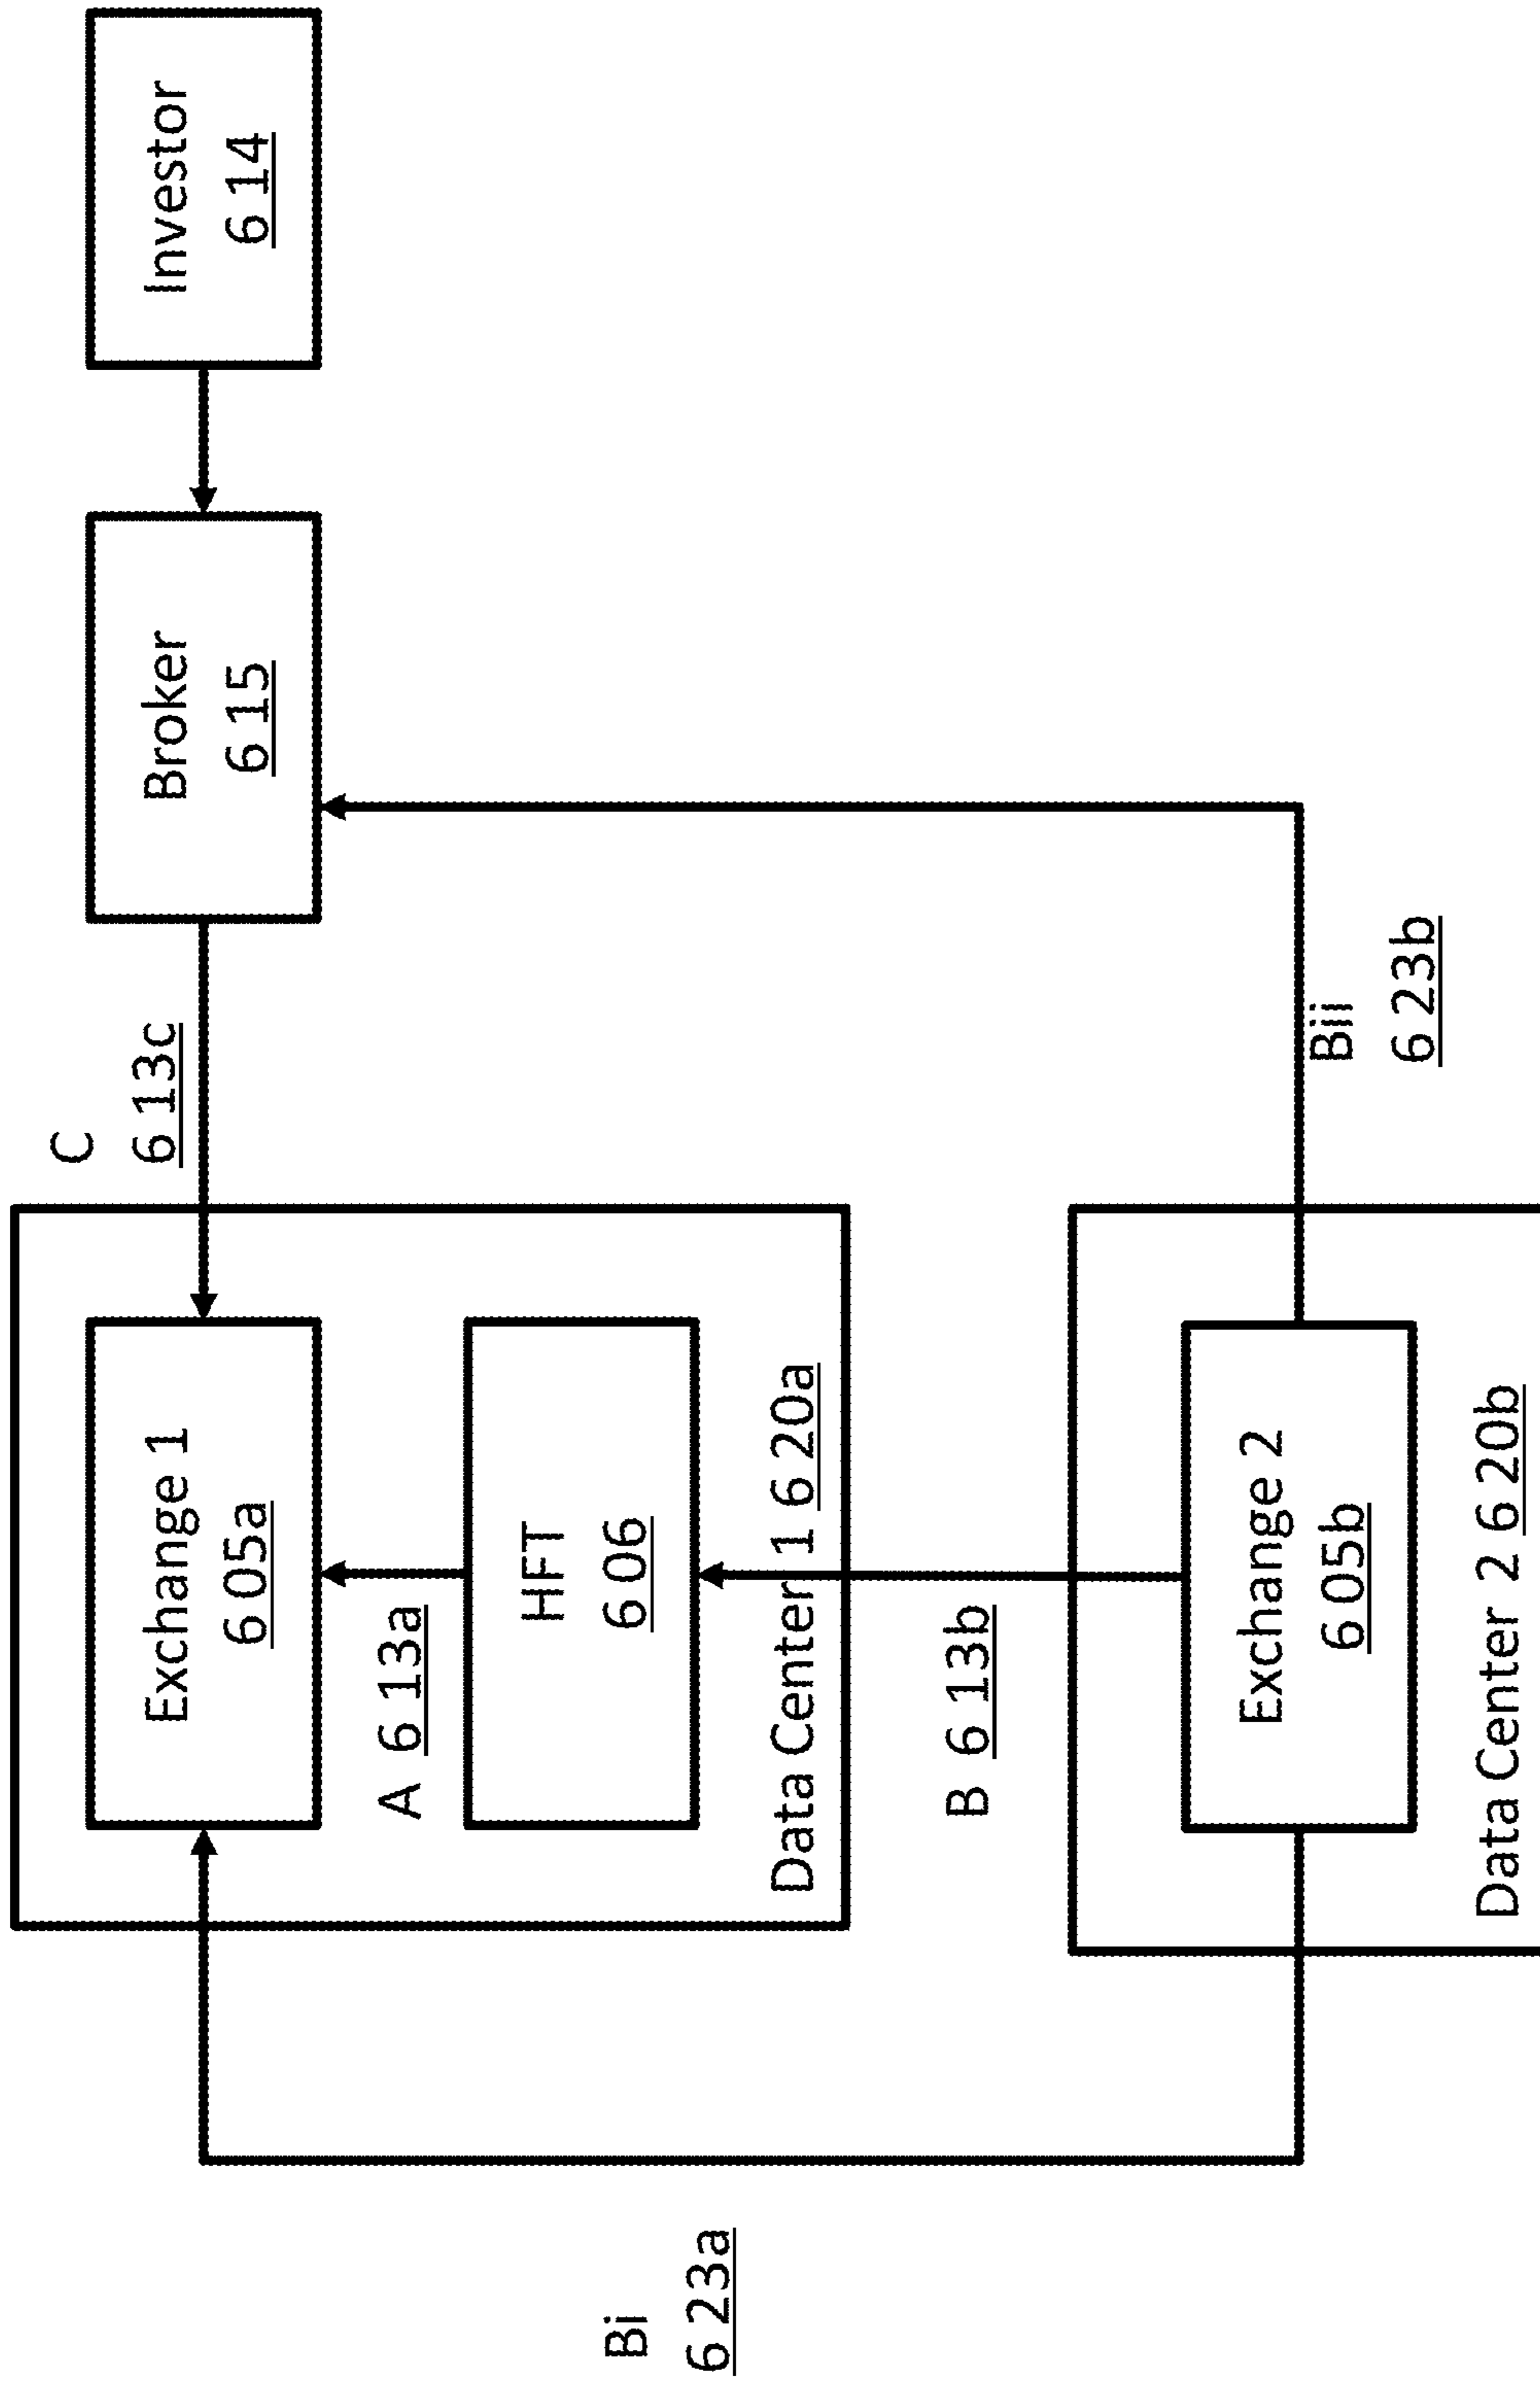 Bi
6 23a
Exchange 1
6 05a
A 6 13a
HFT
6 06
Data Center 1 6 20a
B 6 13b
Exchange 2
6 05b
Data Center 2 6 20b
C
6 13c
Bii
6 23b
Broker
6 15
Investor
6 14